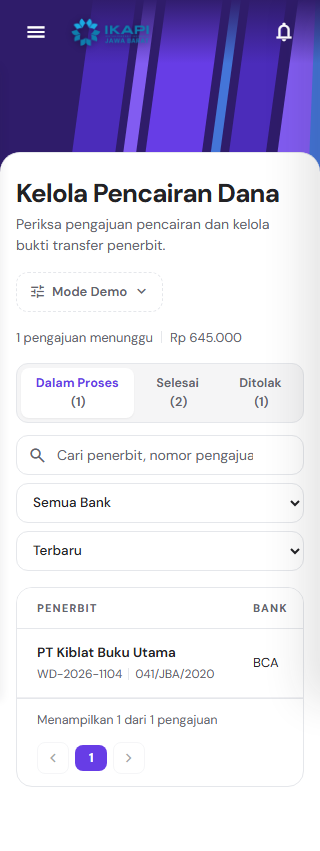 IKAPI
JAWA BARAT
Kelola Pencairan Dana
Periksa pengajuan pencairan dan kelola
bukti transfer penerbit.
Mode Demo
1 pengajuan menunggu
Rp 645.000
Dalam Proses
(1)
Selesai
(2)
Ditolak
(1)
Cari penerbit, nomor pengajua
Semua Bank
Terbaru
PENERBIT BANK
PT Kiblat Buku Utama
WD-2026-1104 041/JBA/2020
BCA
Menampilkan 1 dari 1 pengajuan
1